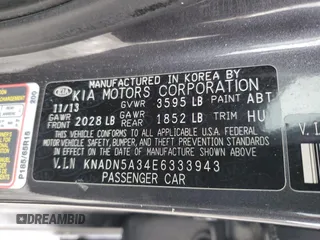 MANUFACTURED IN KOREA BY
KIA KIA MOTORS CORPORATION
11/13 GVWR 3595 LB PAINT ABT
GAWR FRONT 2028 LB GAWR REAR 1852 LB TRIM HU
THIS VEHICLE CONFORMS TO ALL APPLICABLE
U.S. FEDERAL MOTOR VEHICLE SAFETY,
BUMPER, AND THEFT PREVENTION STANDARDS
IN EFFECT ON THE DATE OF MANUFACTURE
SHOWN ABOVE.
V.I.N KNADN5A34E6333943
PASSENGER CAR
V.I.
DREAMBID